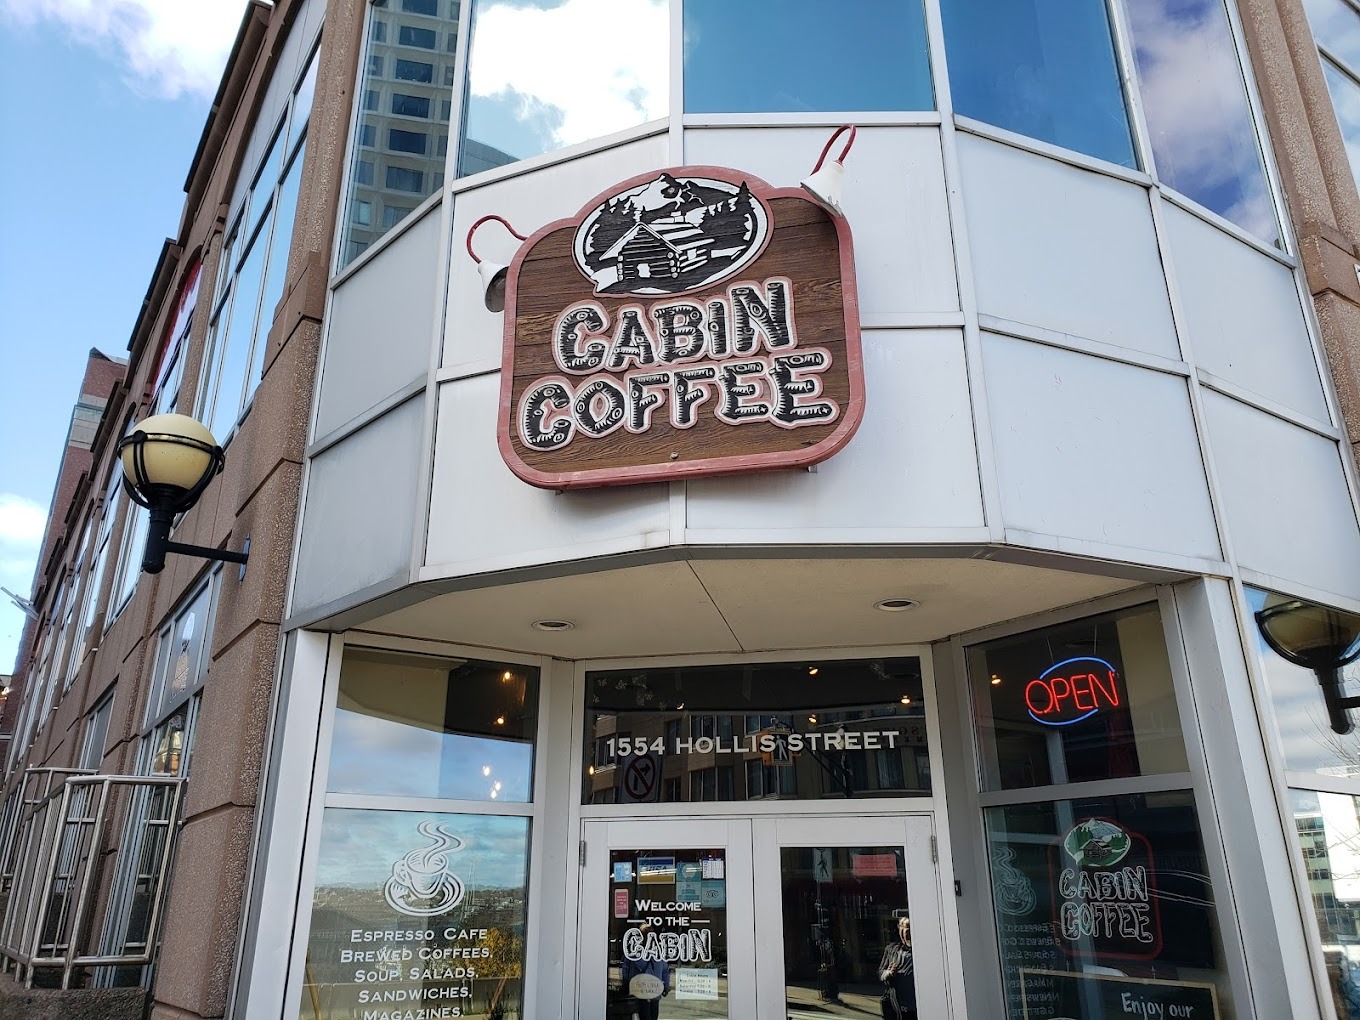 CABIN
COFFEE
OPEN
1554 HOLLIS STREET
ESPRESSO CAFE
BREWED COFFEES,
SOUP, SALADS,
SANDWICHES,
MAGAZINES,
WELCOME
TO THE
CABIN
CABIN
COFFEE
Enjoy our